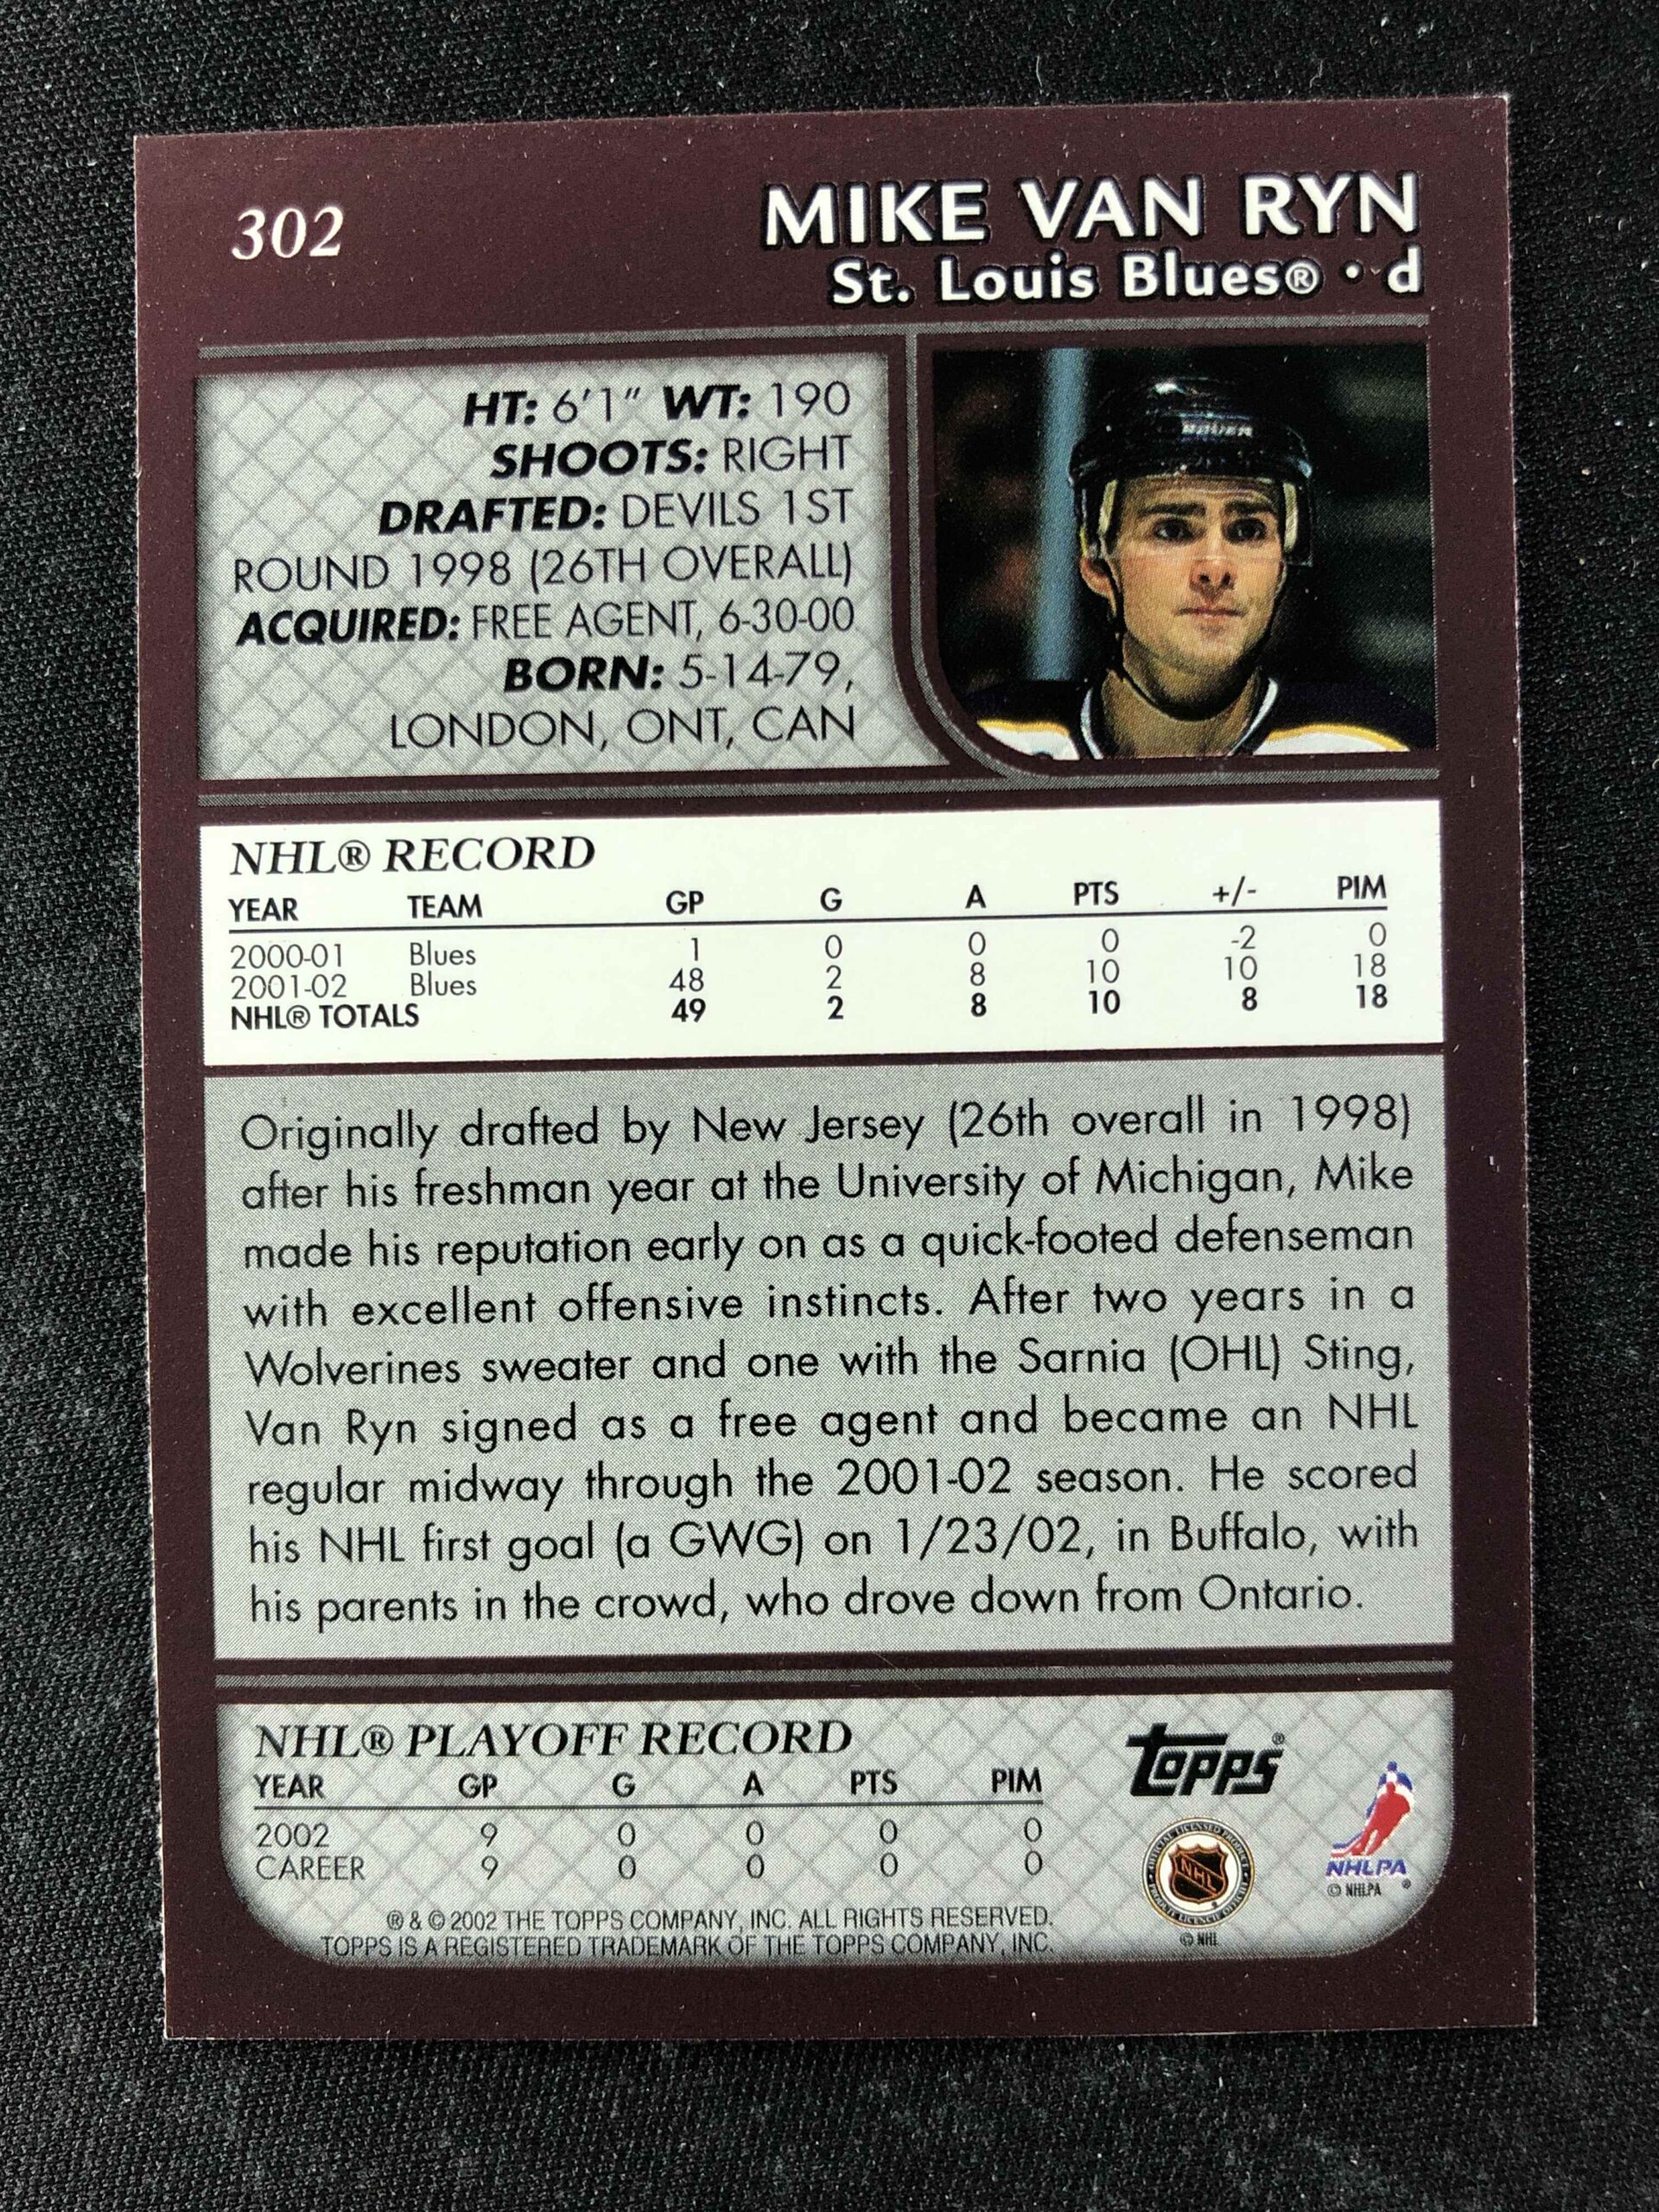 302
MIKE VAN RYN
St. Louis Blues® • d
HT: 6'1" WT: 190
SHOOTS: RIGHT
DRAFTED: DEVILS 1ST
ROUND 1998 (26TH OVERALL)
ACQUIRED: FREE AGENT, 6-30-00
BORN: 5-14-79,
LONDON, ONT, CAN
BAUER
NHL® RECORD
YEAR TEAM GP G A PTS +/- PIM
2000-01 Blues 1 0 0 0 -2 0
2001-02 Blues 48 2 8 10 10 18
NHL® TOTALS 49 2 8 10 8 18
Originally drafted by New Jersey (26th overall in 1998)
after his freshman year at the University of Michigan, Mike
made his reputation early on as a quick-footed defenseman
with excellent offensive instincts. After two years in a
Wolverines sweater and one with the Sarnia (OHL) Sting,
Van Ryn signed as a free agent and became an NHL
regular midway through the 2001-02 season. He scored
his NHL first goal (a GWG) on 1/23/02, in Buffalo, with
his parents in the crowd, who drove down from Ontario.
NHL® PLAYOFF RECORD
YEAR GP G A PTS PIM
2002 9 0 0 0 0
CAREER 9 0 0 0 0
® & © 2002 THE TOPPS COMPANY, INC. ALL RIGHTS RESERVED.
TOPPS IS A REGISTERED TRADEMARK OF THE TOPPS COMPANY, INC.
Topps®
OFFICIAL LICENSED PRODUCT
NHL
© NHL
NHLPA®
© NHLPA